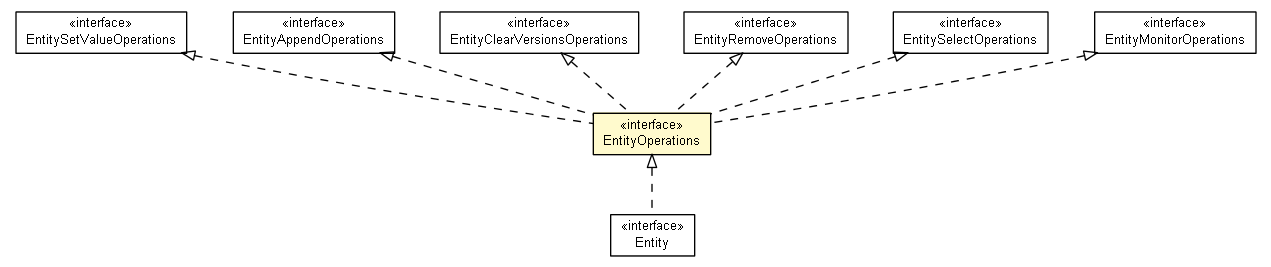 «interface»
EntitySetValueOperations
«interface»
EntityAppendOperations
«interface»
EntityClearVersionsOperations
«interface»
EntityRemoveOperations
«interface»
EntitySelectOperations
«interface»
EntityMonitorOperations
«interface»
EntityOperations
«interface»
Entity